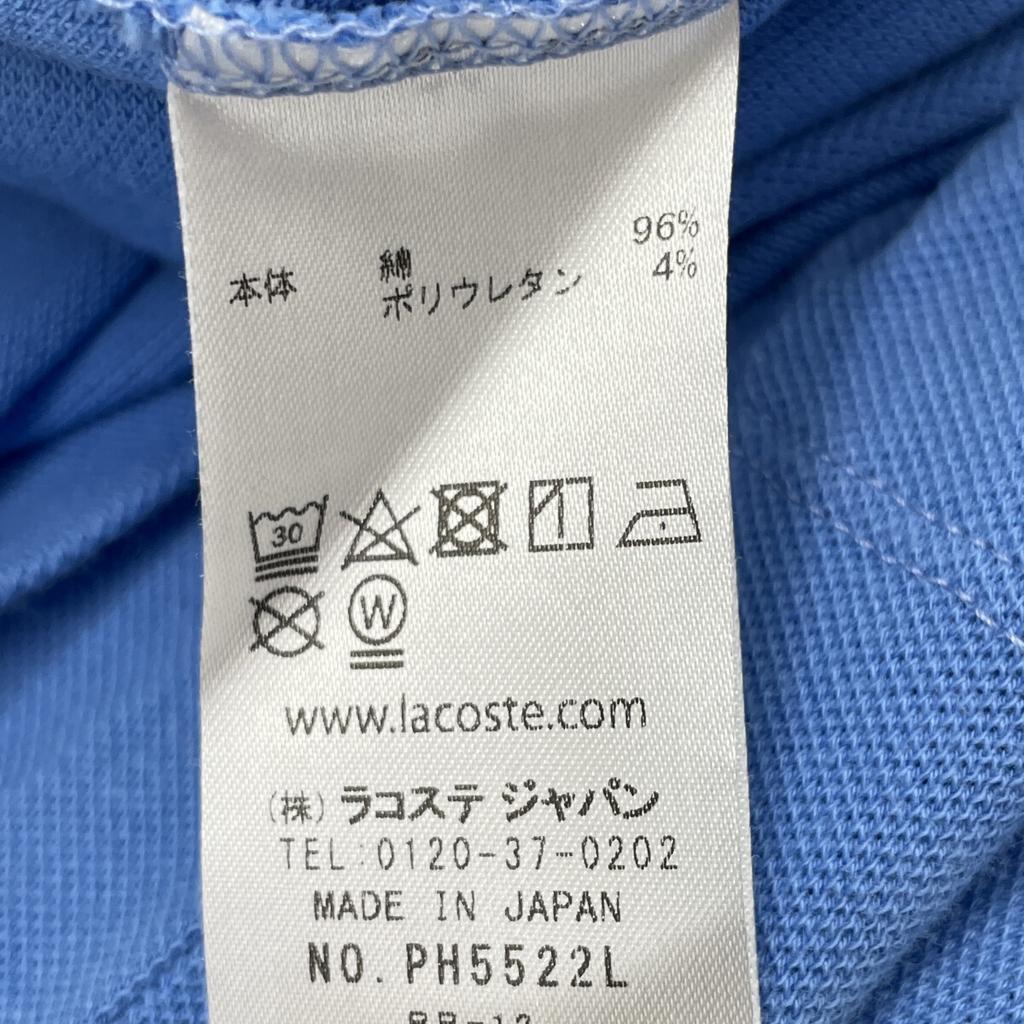 本体 綿 96%
ポリウレタン 4%
30
W
www.lacoste.com
(株) ラコステ ジャパン
TEL:0120-37-0202
MADE IN JAPAN
NO. PH5522L